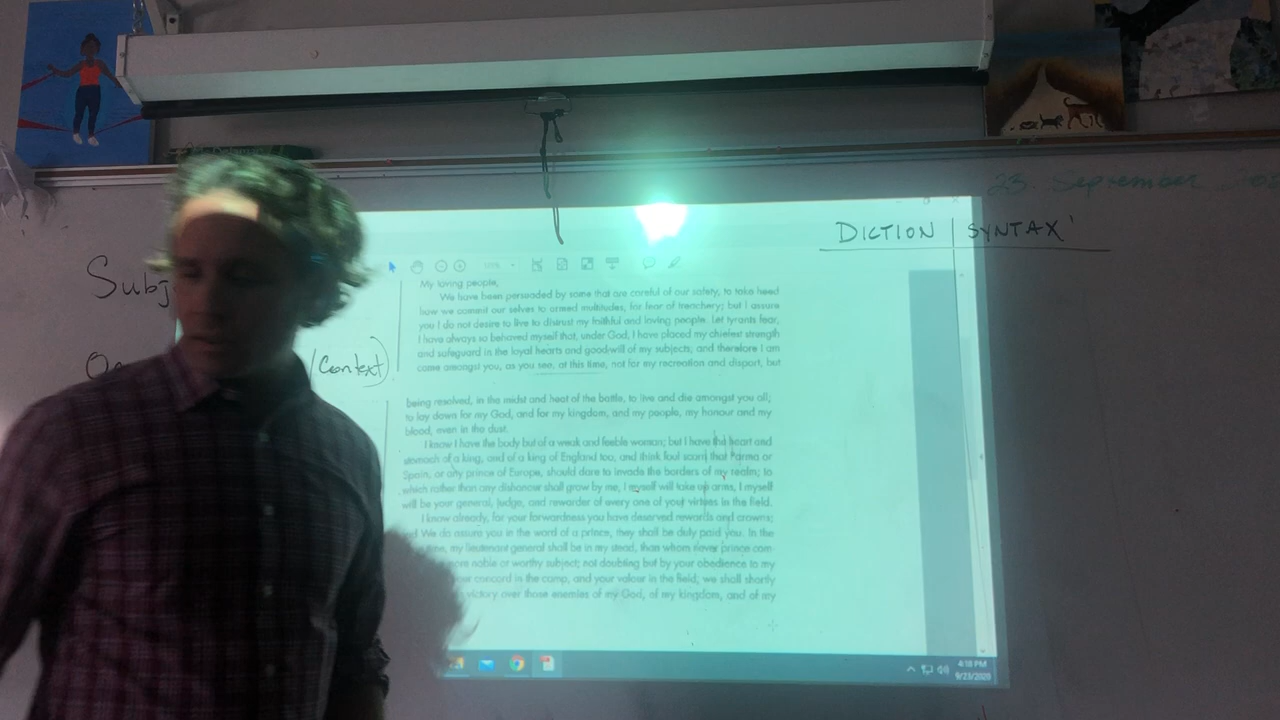 23 September
DICTION | SYNTAX
Subj
(Context)
My loving people,
We have been persuaded by some that are careful of our safety, to take heed
how we commit our selves to armed multitudes, for fear of treachery; but I assure
you I do not desire to live to distrust my faithful and loving people. Let tyrants fear,
I have always so behaved myself that, under God, I have placed my chiefest strength
and safeguard in the loyal hearts and goodwill of my subjects; and therefore I am
come amongst you, as you see, at this time, not for my recreation and disport, but
being resolved, in the midst and heat of the battle, to live and die amongst you all;
to lay down for my God, and for my kingdom, and my people, my honour and my
blood, even in the dust.
I know I have the body but of a weak and feeble woman; but I have the heart and
stomach of a king, and of a king of England too, and think foul scorn that Parma or
Spain, or any prince of Europe, should dare to invade the borders of my realm; to
which rather than any dishonour shall grow by me, I myself will take up arms, I myself
will be your general, judge, and rewarder of every one of your virtues in the field.
I know already, for your forwardness you have deserved rewards and crowns;
We do assure you in the word of a prince, they shall be duly paid you. In the
my lieutenant general shall be in my stead, than whom never prince com-
more noble or worthy subject; not doubting but by your obedience to my
concord in the camp, and your valour in the field, we shall shortly
victory over those enemies of my God, of my kingdom, and of my
4:18 PM
9/23/2020